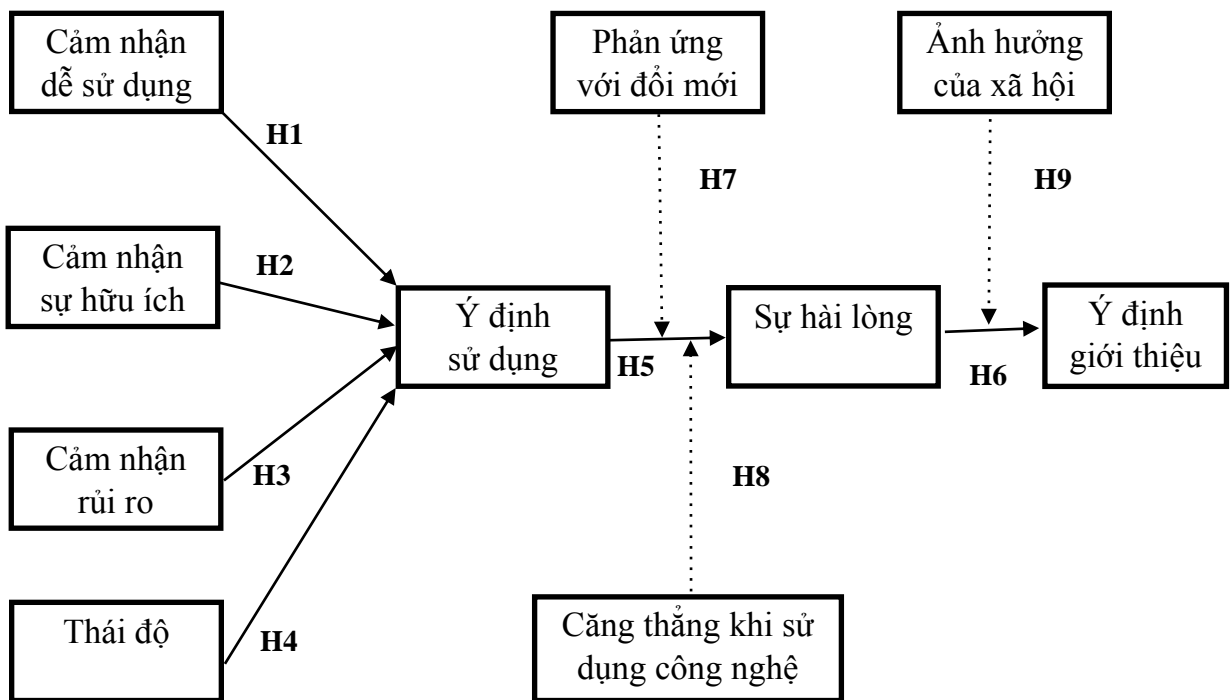 Cảm nhận
dễ sử dụng
Phản ứng
với đổi mới
Ảnh hưởng
của xã hội
H1
H7
H9
Cảm nhận
sự hữu ích
H2
Ý định
sử dụng
H5
Sự hài lòng
H6
Ý định
giới thiệu
Cảm nhận
rủi ro
H3
H8
Thái độ
H4
Căng thẳng khi sử
dụng công nghệ